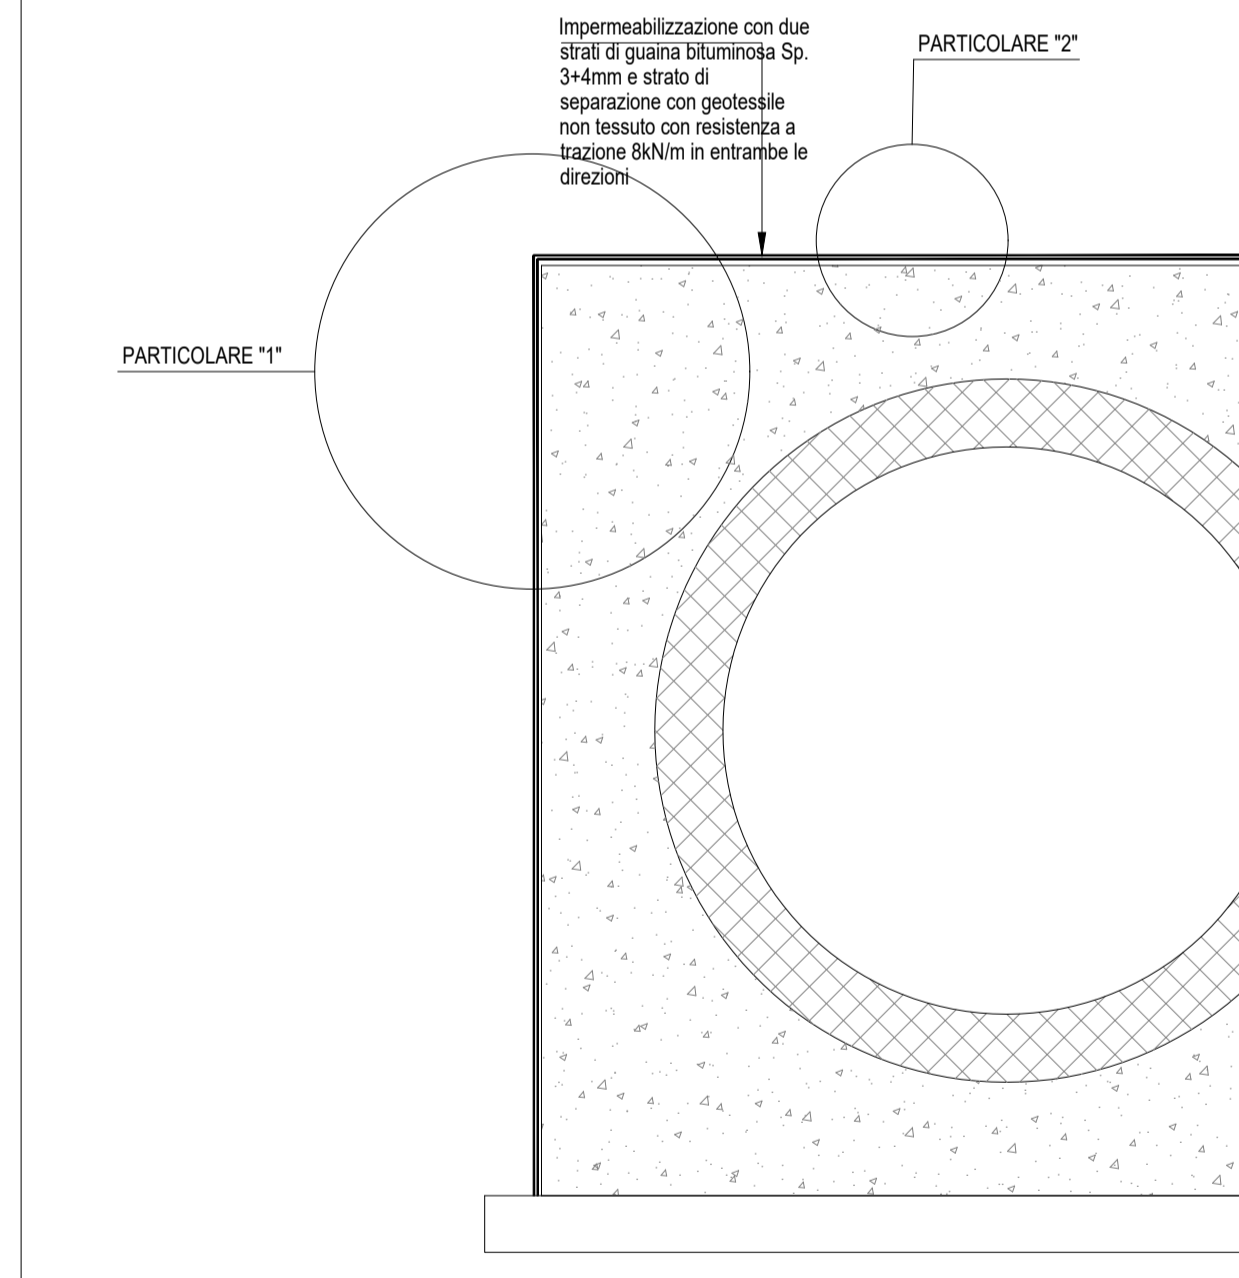 Impermeabilizzazione con due
strati di guaina bituminosa Sp.
3+4mm e strato di
separazione con geotessile
non tessuto con resistenza a
trazione 8kN/m in entrambe le
direzioni
PARTICOLARE "2"
PARTICOLARE "1"